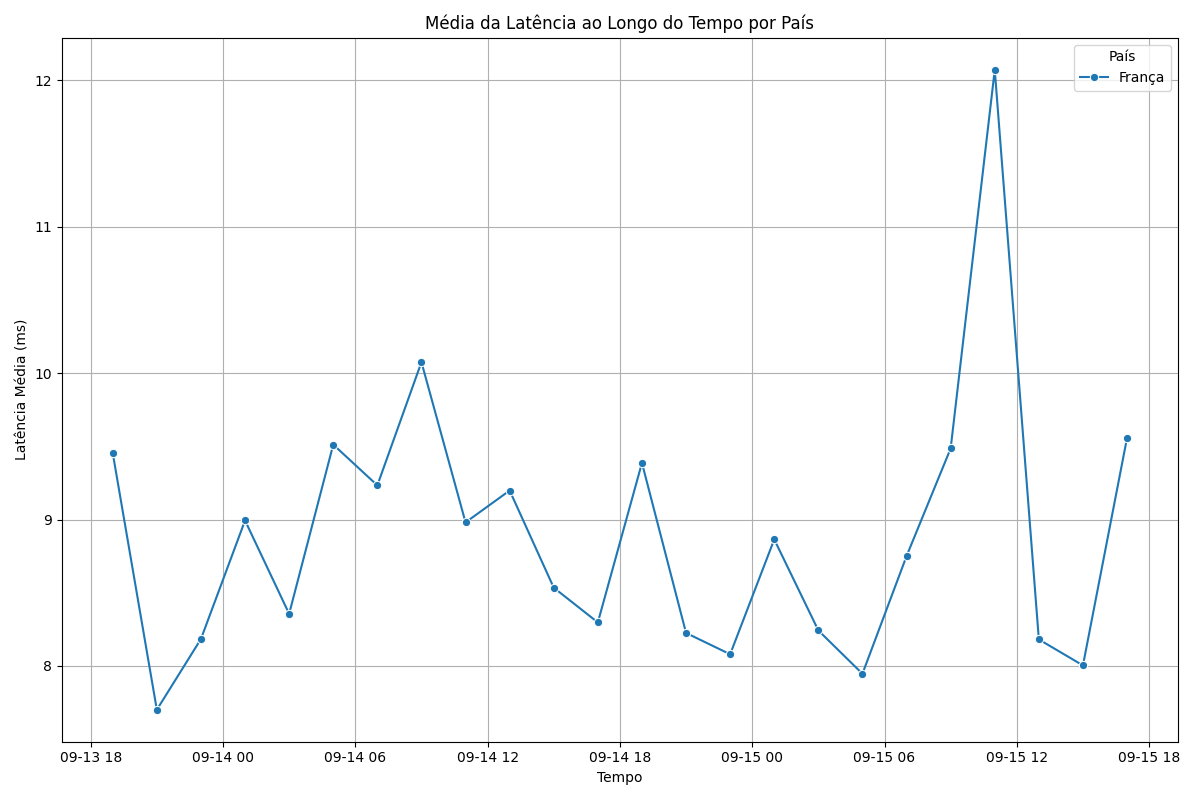 Média da Latência ao Longo do Tempo por País
País
França
12
11
10
9
8
Latência Média (ms)
09-13 18
09-14 00
09-14 06
09-14 12
09-14 18
09-15 00
09-15 06
09-15 12
09-15 18
Tempo